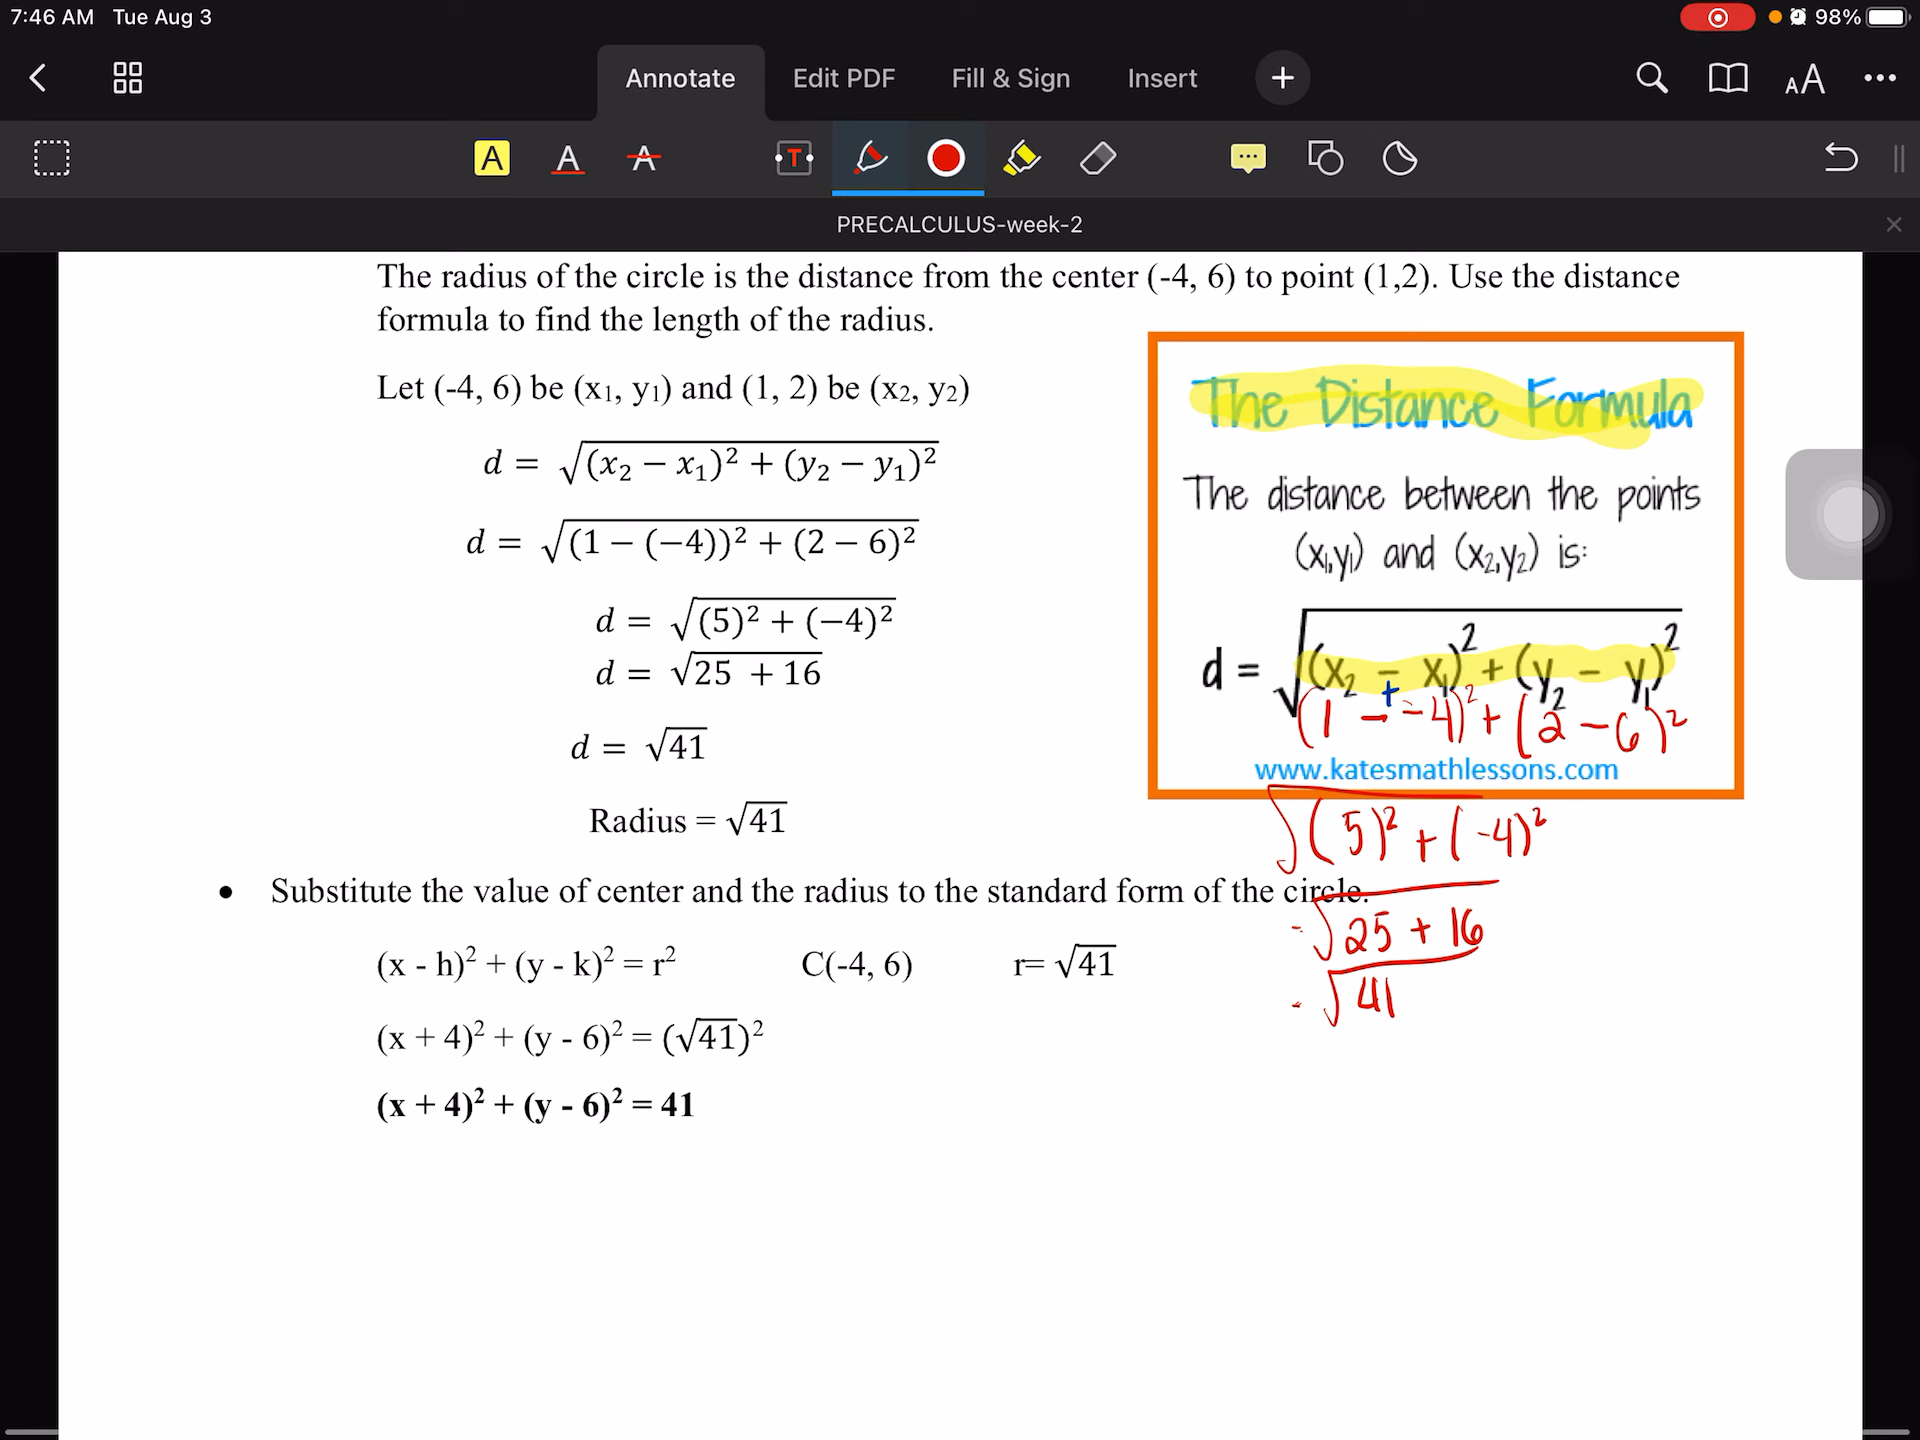 7:46 AM Tue Aug 3
98%
Annotate Edit PDF Fill & Sign Insert +
AA
A A A T
PRECALCULUS-week-2
The radius of the circle is the distance from the center (-4, 6) to point (1,2). Use the distance
formula to find the length of the radius.
Let (-4, 6) be (x₁, y₁) and (1, 2) be (x₂, y₂)
d = √(x₂ − x₁)² + (y₂ − y₁)²
d = √(1 − (−4))² + (2 − 6)²
d = √(5)² + (−4)²
d = √25 + 16
d = √41
Radius = √41
The Distance Formula
The distance between the points
(x₁,y₁) and (x₂,y₂) is:
d = √(x₂ − x₁)² + (y₂ − y₁)²
+
(1 - -4)² + (2 - 6)²
www.katesmathlessons.com
√(5)² + (-4)²
• Substitute the value of center and the radius to the standard form of the circle.
= √25 + 16
= √41
(x - h)² + (y - k)² = r² C(-4, 6) r= √41
(x + 4)² + (y - 6)² = (√41)²
(x + 4)² + (y - 6)² = 41